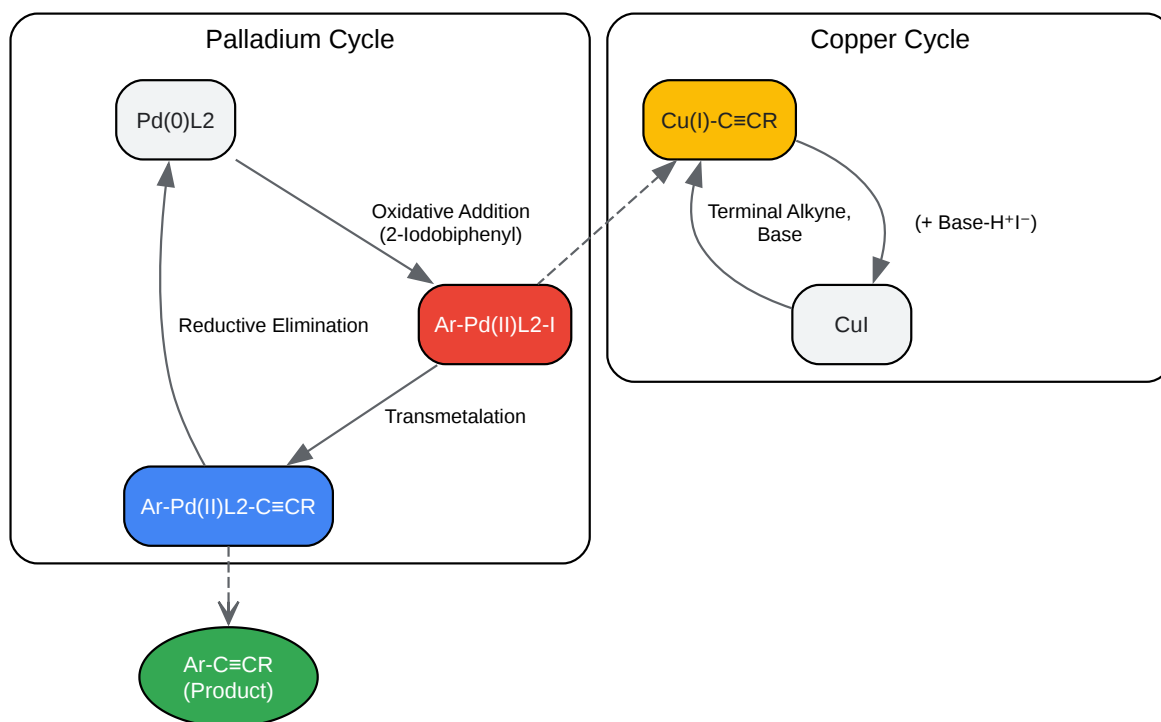 Palladium Cycle
Pd(0)L2
Oxidative Addition
(2-Iodobiphenyl)
Reductive Elimination
Ar-Pd(II)L2-I
Transmetalation
Ar-Pd(II)L2-C≡CR
Ar-C≡CR
(Product)
Copper Cycle
Cu(I)-C≡CR
Terminal Alkyne,
Base
(+ Base-H⁺I⁻)
CuI